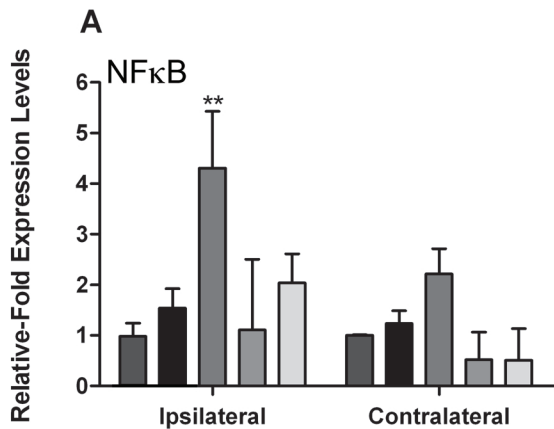 A
NFκB
Relative-Fold Expression Levels
6
5
4
3
2
1
0
**
Ipsilateral
Contralateral